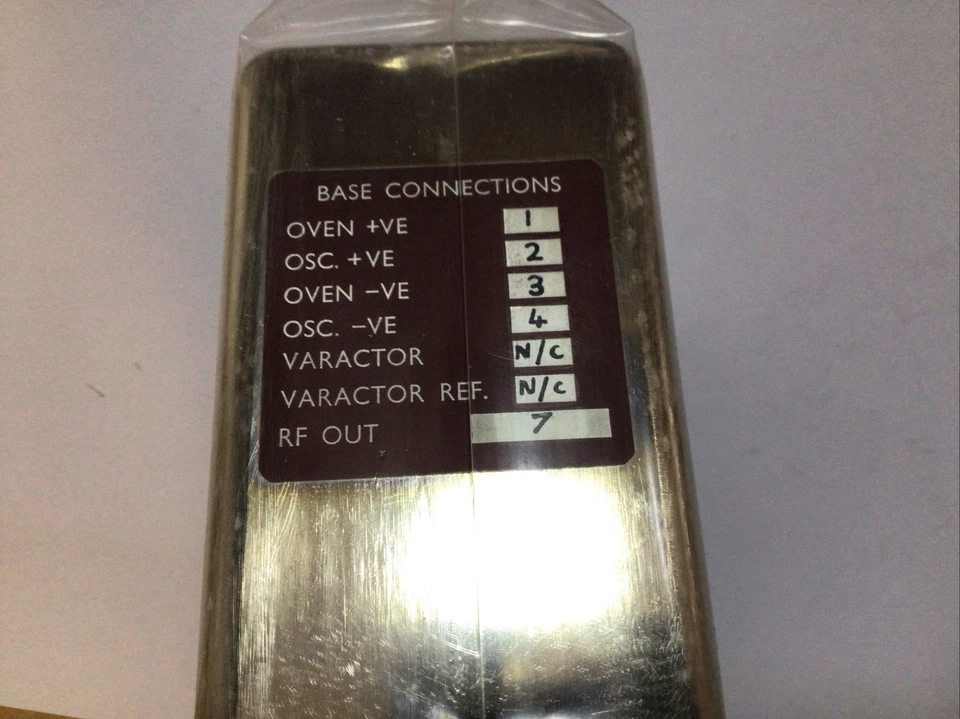 BASE CONNECTIONS
OVEN +VE 1
OSC. +VE 2
OVEN −VE 3
OSC. −VE 4
VARACTOR N/C
VARACTOR REF. N/C
RF OUT 7